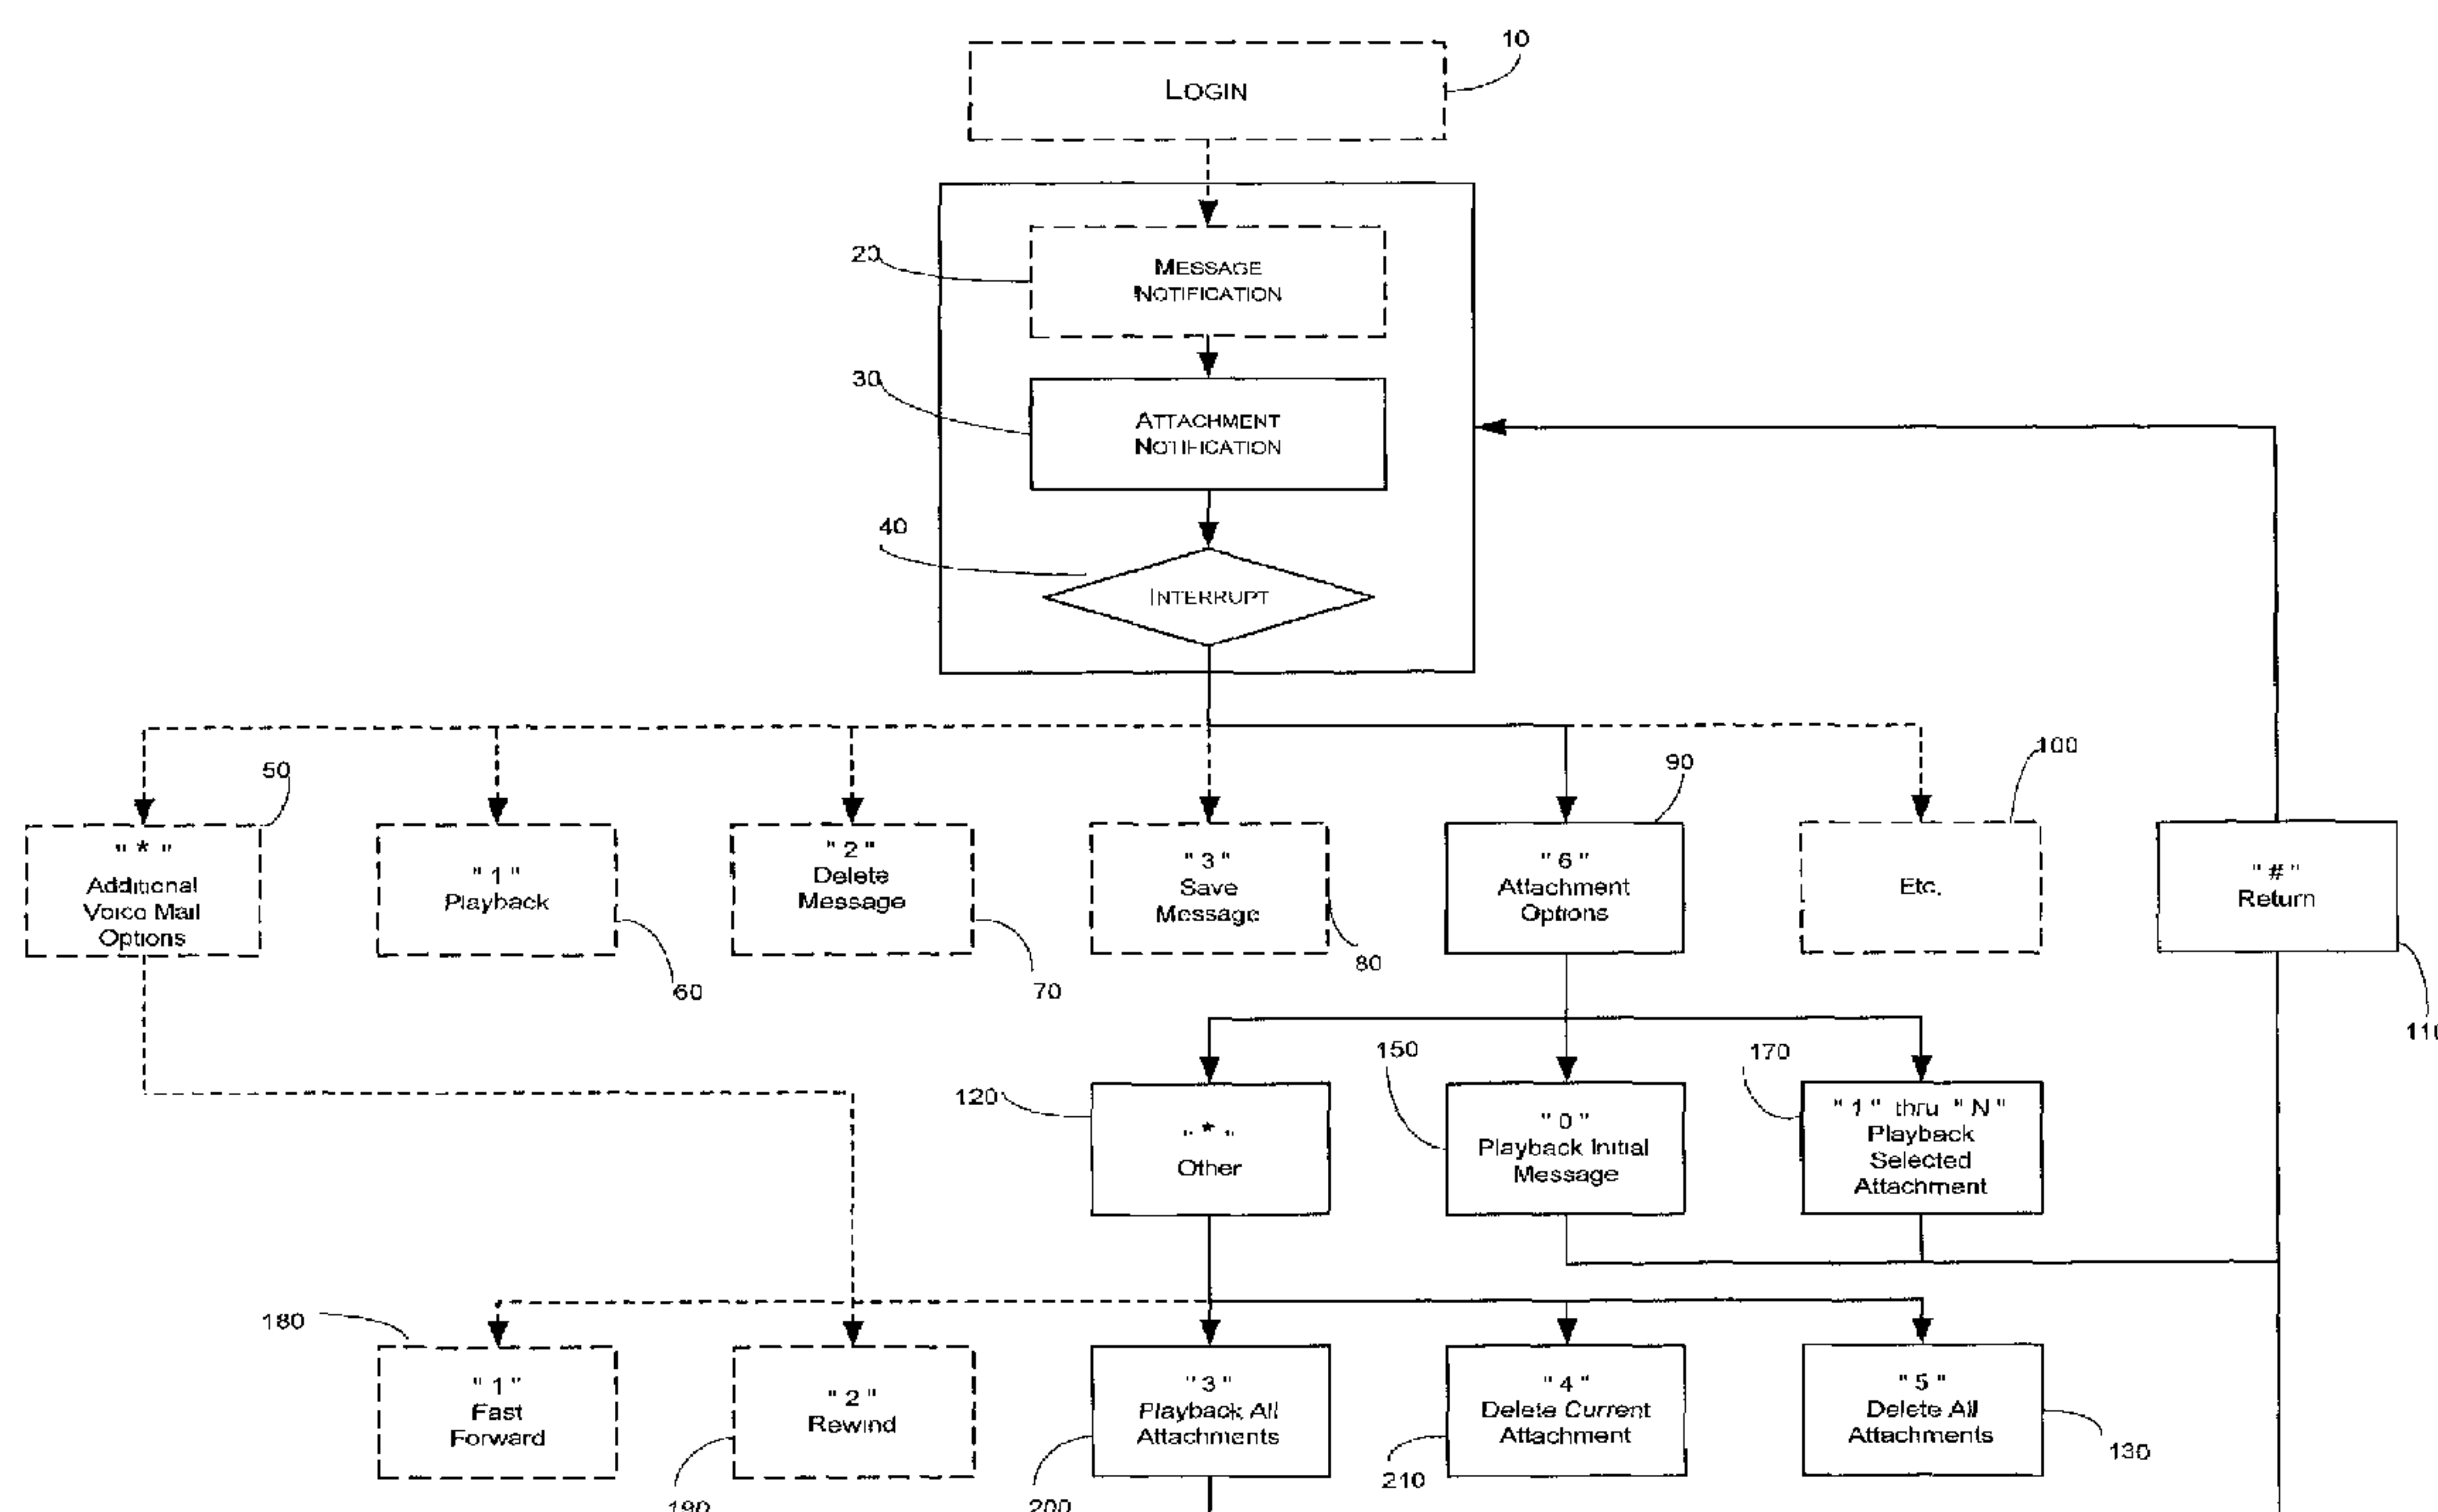 10
LOGIN
20
MESSAGE
NOTIFICATION
30
ATTACHMENT
NOTIFICATION
40
INTERRUPT
50
90
100
" * "
Additional
Voice Mail
Options
" 1 "
Playback
" 2 "
Delete
Message
" 3 "
Save
Message
" 6 "
Attachment
Options
Etc.
" # "
Return
60
70
80
110
120
150
170
" * "
Other
" 0 "
Playback Initial
Message
" 1 " thru " N "
Playback
Selected
Attachment
180
" 1 "
Fast
Forward
" 2 "
Rewind
" 3 "
Playback All
Attachments
" 4 "
Delete Current
Attachment
" 5 "
Delete All
Attachments
190
200
210
130